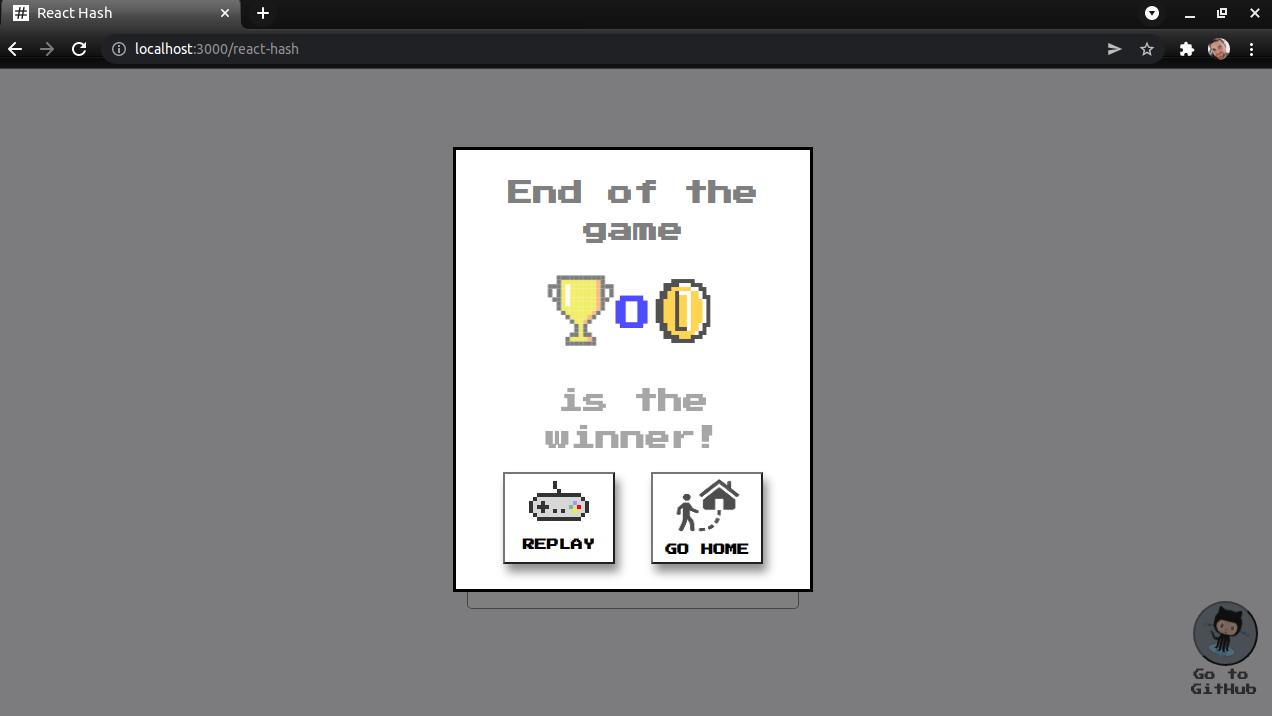 React Hash
localhost:3000/react-hash
End of the
game
O
is the
winner!
REPLAY
GO HOME
Go to
GitHub